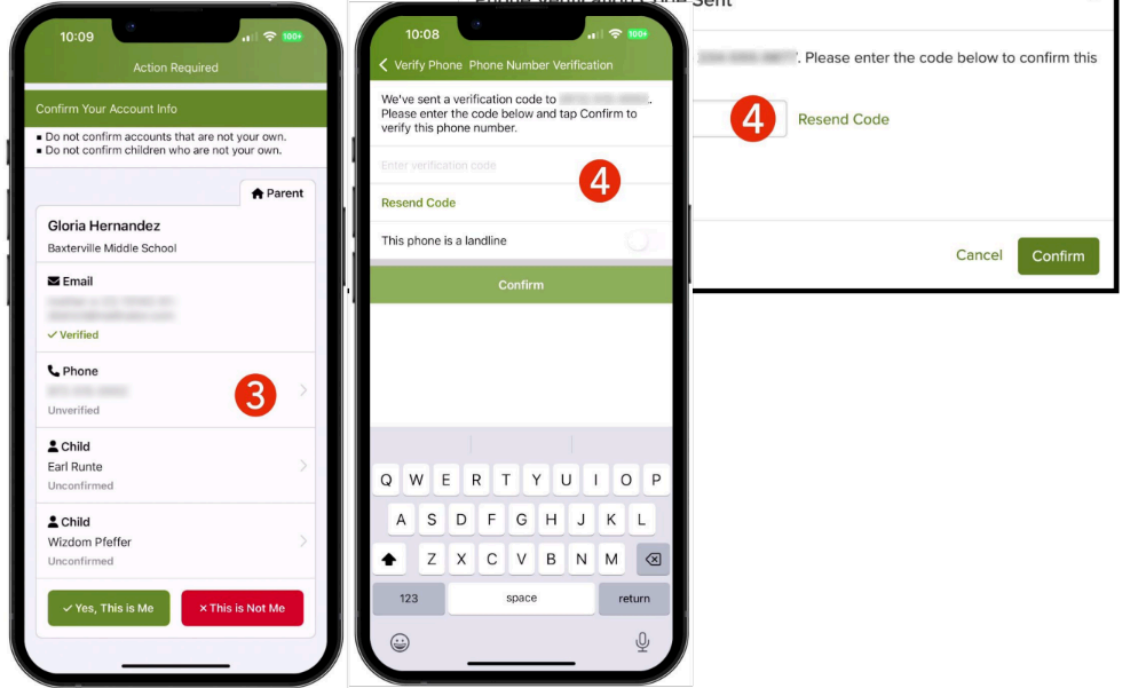 10:09
100+
Action Required
Confirm Your Account Info
▪ Do not confirm accounts that are not your own.
▪ Do not confirm children who are not your own.
Parent
Gloria Hernandez
Baxterville Middle School
Email
✓ Verified
Phone
3
Unverified
Child
Earl Runte
Unconfirmed
Child
Wizdom Pfeffer
Unconfirmed
✓ Yes, This is Me
× This is Not Me
10:08
100+
Verify Phone Phone Number Verification
We've sent a verification code to
Please enter the code below and tap Confirm to
verify this phone number.
Enter verification code
4
Resend Code
This phone is a landline
Confirm
Q W E R T Y U I O P
A S D F G H J K L
Z X C V B N M
123 space return
Phone Verification Code Sent
. Please enter the code below to confirm this
4
Resend Code
Cancel
Confirm